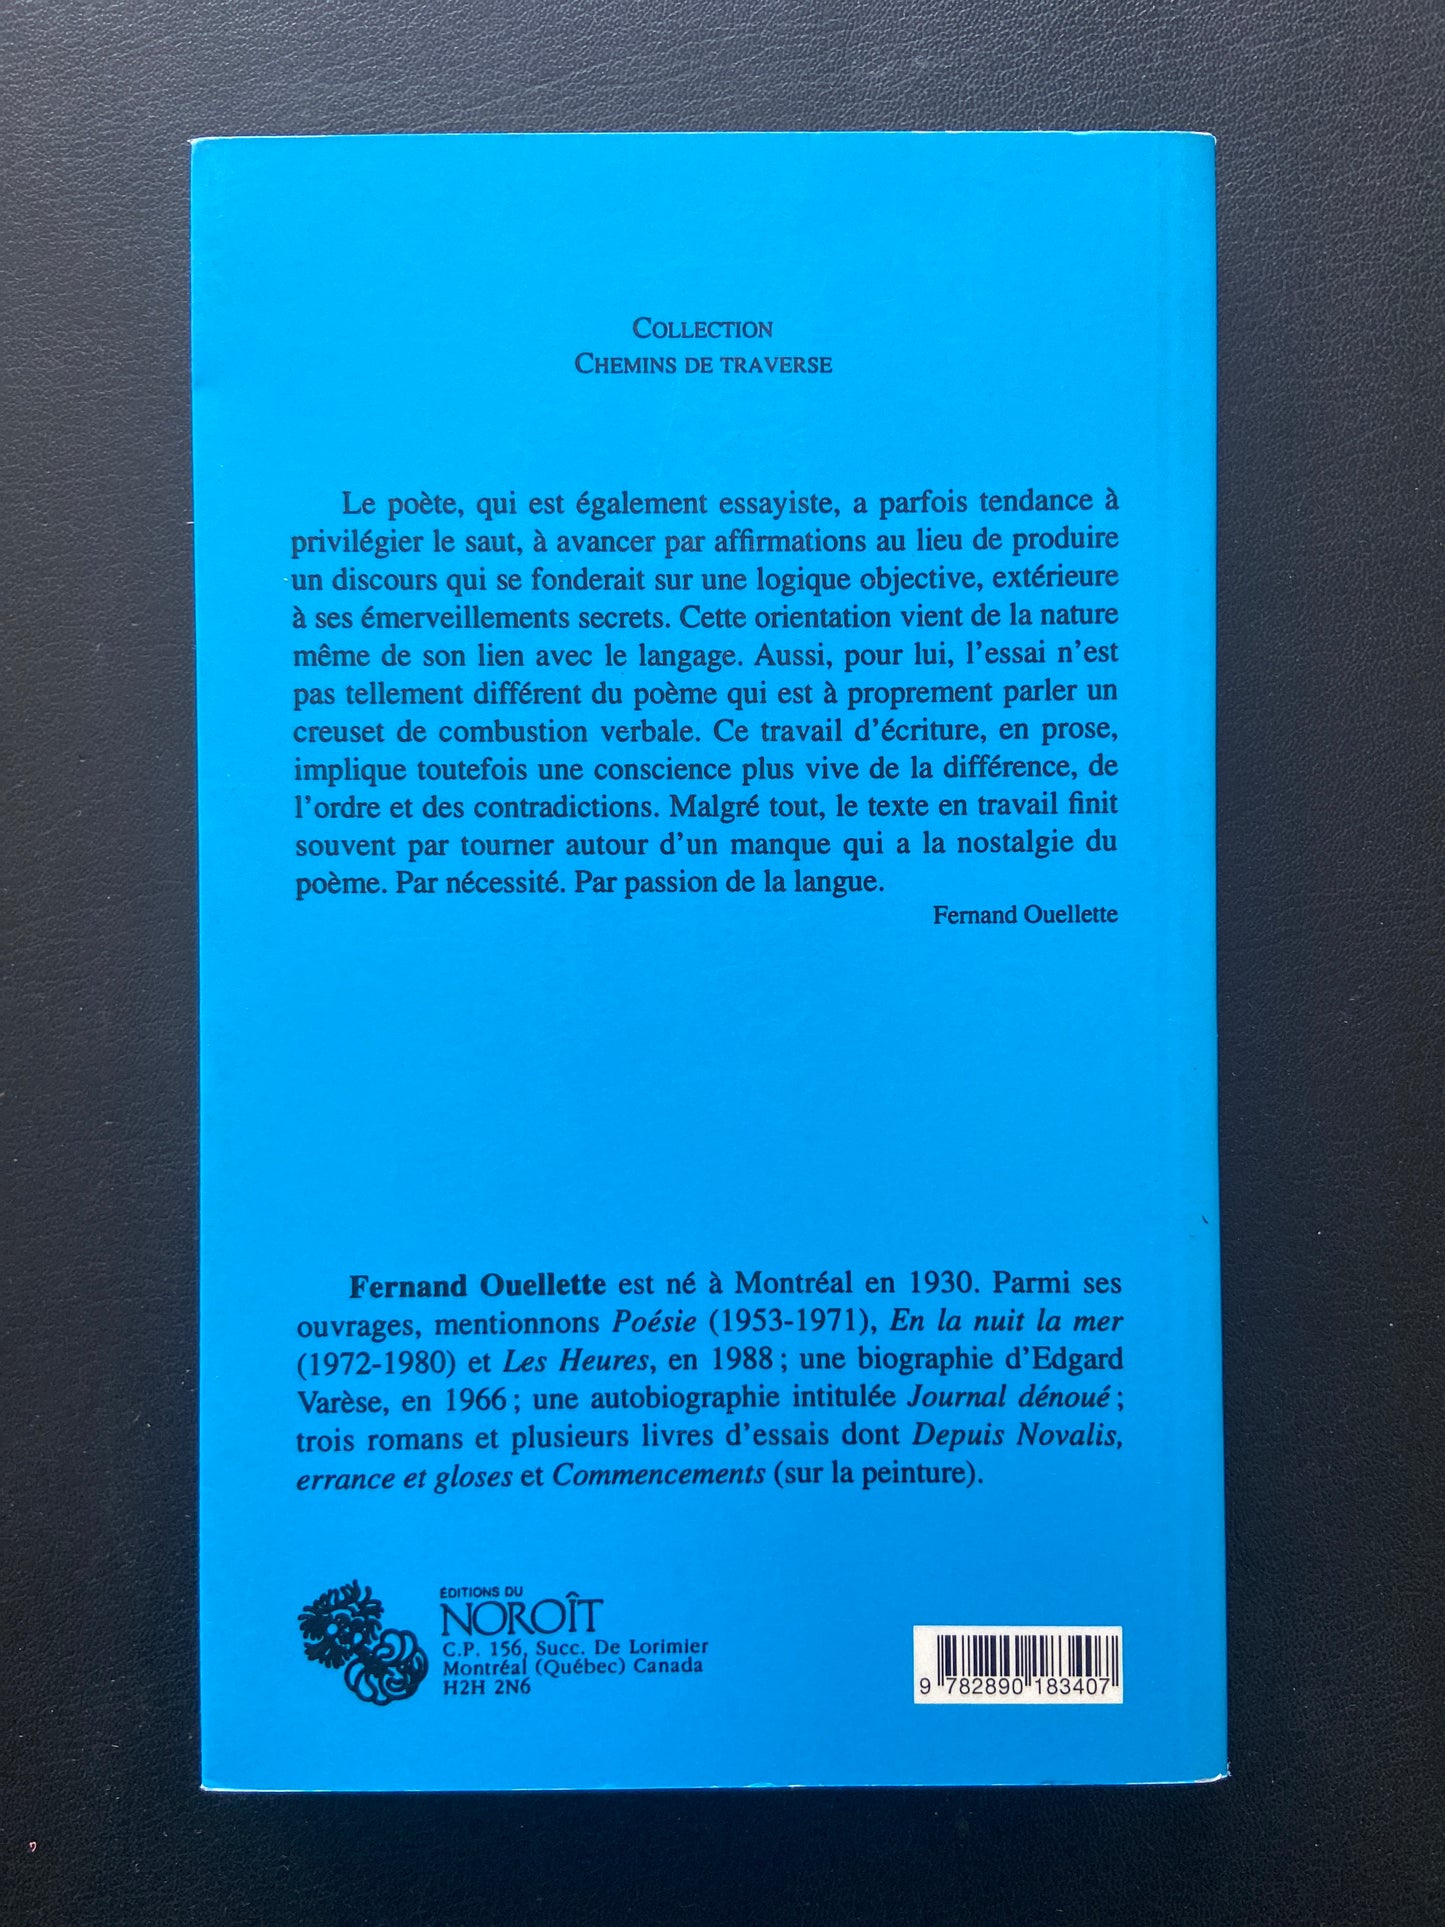 COLLECTION
CHEMINS DE TRAVERSE
Le poète, qui est également essayiste, a parfois tendance à
privilégier le saut, à avancer par affirmations au lieu de produire
un discours qui se fonderait sur une logique objective, extérieure
à ses émerveillements secrets. Cette orientation vient de la nature
même de son lien avec le langage. Aussi, pour lui, l'essai n'est
pas tellement différent du poème qui est à proprement parler un
creuset de combustion verbale. Ce travail d'écriture, en prose,
implique toutefois une conscience plus vive de la différence, de
l'ordre et des contradictions. Malgré tout, le texte en travail finit
souvent par tourner autour d'un manque qui a la nostalgie du
poème. Par nécessité. Par passion de la langue.
Fernand Ouellette
Fernand Ouellette est né à Montréal en 1930. Parmi ses
ouvrages, mentionnons Poésie (1953-1971), En la nuit la mer
(1972-1980) et Les Heures, en 1988 ; une biographie d'Edgard
Varèse, en 1966 ; une autobiographie intitulée Journal dénoué ;
trois romans et plusieurs livres d'essais dont Depuis Novalis,
errance et gloses et Commencements (sur la peinture).
ÉDITIONS DU
NOROÎT
C.P. 156, Succ. De Lorimier
Montréal (Québec) Canada
H2H 2N6
9 782890 183407